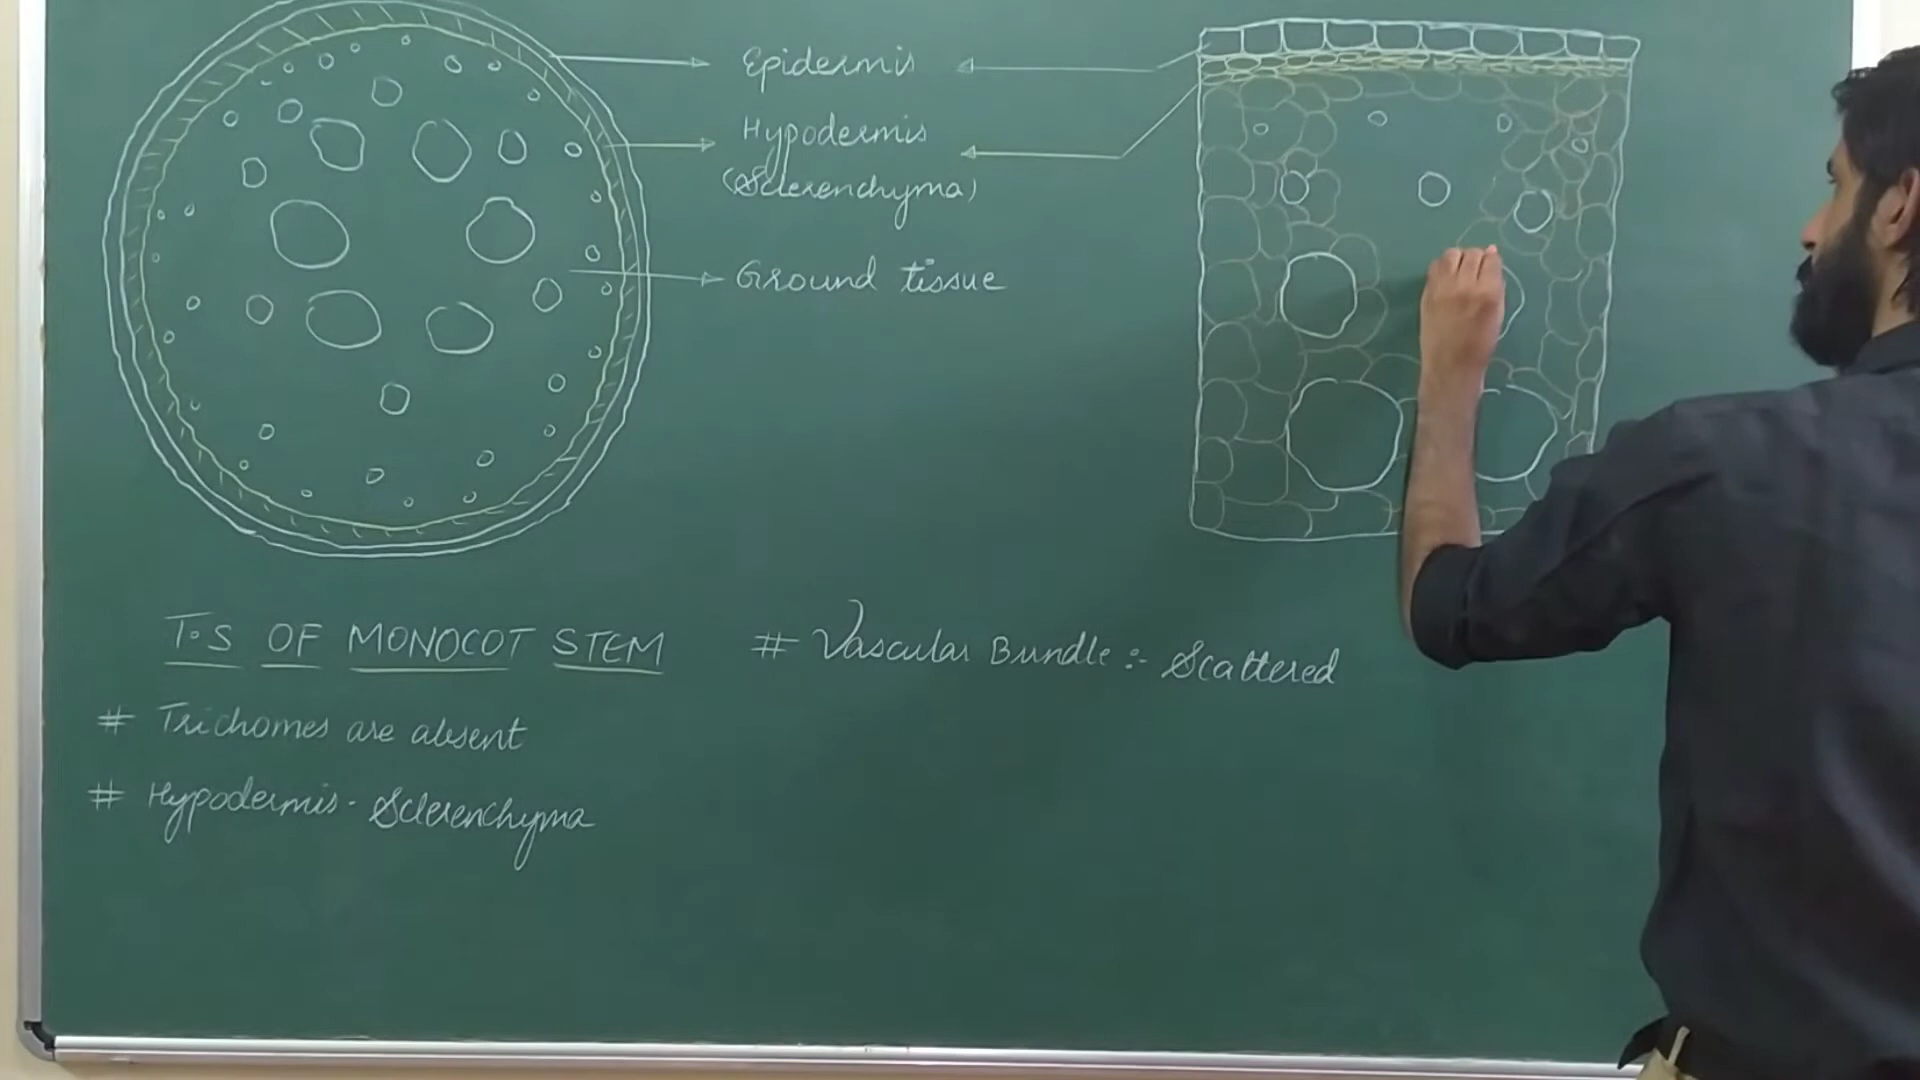 Epidermis
Hypodermis
(Sclerenchyma)
Ground tissue
T.S OF MONOCOT STEM
# Trichomes are absent
# Hypodermis - Sclerenchyma
# Vascular Bundle :- Scattered